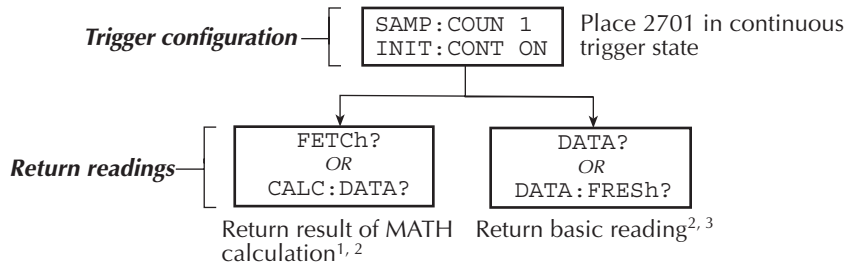 Trigger configuration
SAMP:COUN 1
INIT:CONT ON
Place 2701 in continuous
trigger state
Return readings
FETCh?
OR
CALC:DATA?
DATA?
OR
DATA:FRESh?
Return result of MATH
calculation1, 2
Return basic reading2, 3